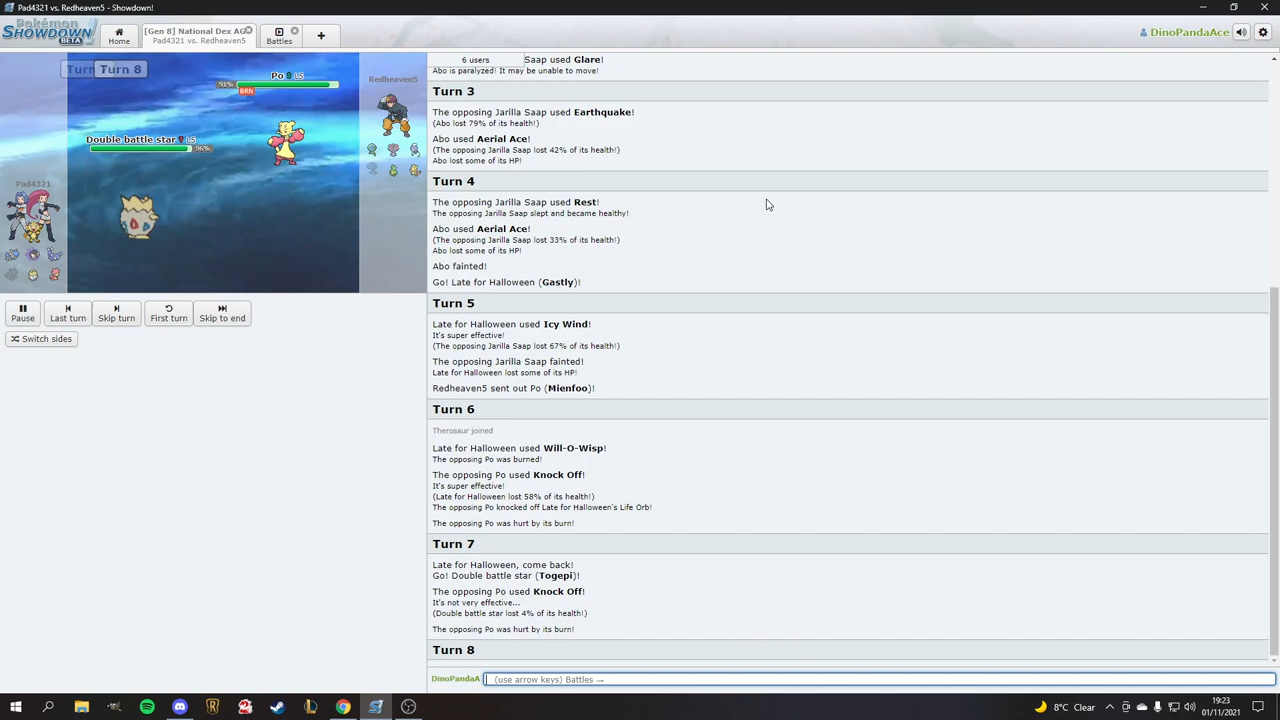 Pad4321 vs. Redheaven5 - Showdown!
Pokémon
SHOWDOWN!
BETA
Home
[Gen 8] National Dex AG
Pad4321 vs. Redheaven5
Battles
DinoPandaAce
Turn
Turn 8
Po L5
91%
BRN
Redheaven5
Double battle star L5
96%
Pad4321
Pause
Last turn
Skip turn
First turn
Skip to end
Switch sides
6 users
Saap used Glare!
Abo is paralyzed! It may be unable to move!
Turn 3
The opposing Jarilla Saap used Earthquake!
(Abo lost 79% of its health!)
Abo used Aerial Ace!
(The opposing Jarilla Saap lost 42% of its health!)
Abo lost some of its HP!
Turn 4
The opposing Jarilla Saap used Rest!
The opposing Jarilla Saap slept and became healthy!
Abo used Aerial Ace!
(The opposing Jarilla Saap lost 33% of its health!)
Abo lost some of its HP!
Abo fainted!
Go! Late for Halloween (Gastly)!
Turn 5
Late for Halloween used Icy Wind!
It's super effective!
(The opposing Jarilla Saap lost 67% of its health!)
The opposing Jarilla Saap fainted!
Late for Halloween lost some of its HP!
Redheaven5 sent out Po (Mienfoo)!
Turn 6
Therosaur joined
Late for Halloween used Will-O-Wisp!
The opposing Po was burned!
The opposing Po used Knock Off!
It's super effective!
(Late for Halloween lost 58% of its health!)
The opposing Po knocked off Late for Halloween's Life Orb!
The opposing Po was hurt by its burn!
Turn 7
Late for Halloween, come back!
Go! Double battle star (Togepi)!
The opposing Po used Knock Off!
It's not very effective...
(Double battle star lost 4% of its health!)
The opposing Po was hurt by its burn!
Turn 8
DinoPandaA
(use arrow keys) Battles →
8°C Clear
19:23
01/11/2021